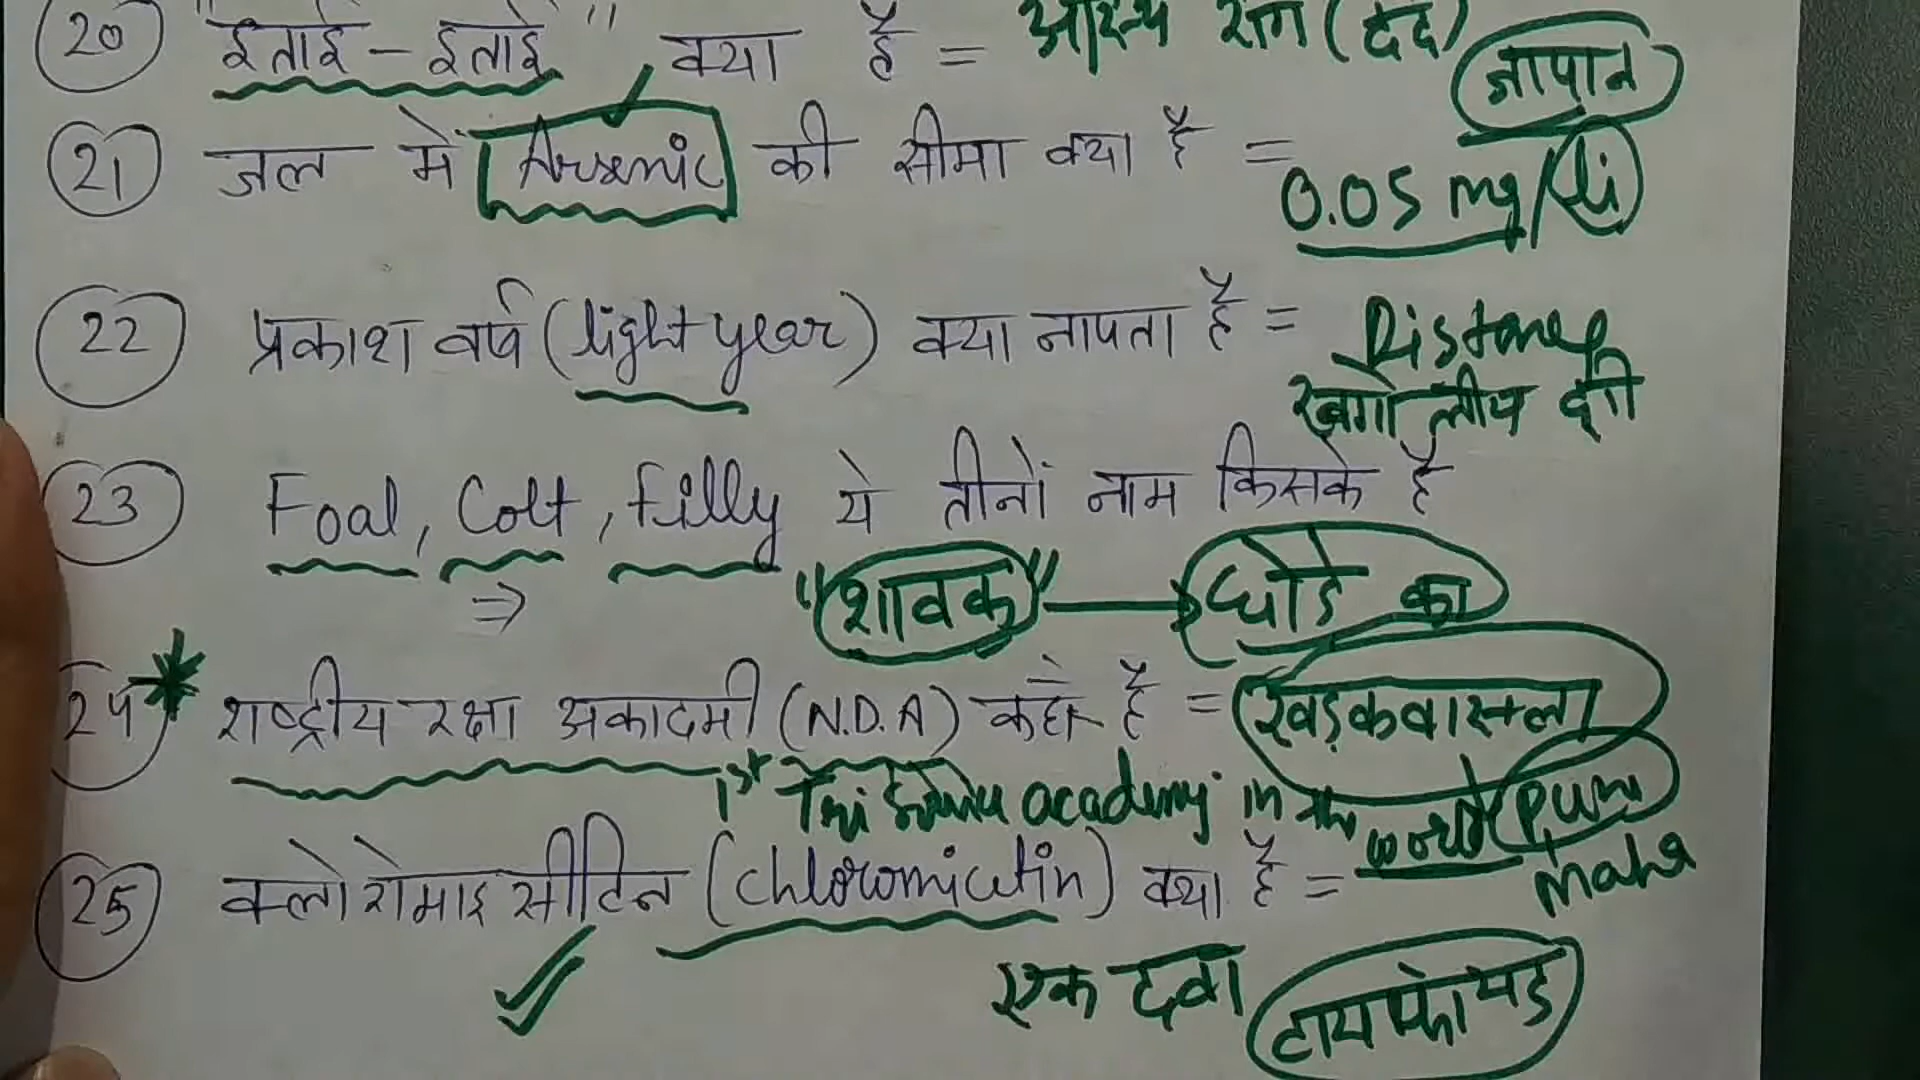 20 "इताई - इताई" क्या है = अस्थि रोग (दर्द)
जापान
21 जल में Arsenic की सीमा क्या है =
0.05 mg/li
22 प्रकाश वर्ष (light year) क्या नापता है = Distance
खगोलीय दूरी
23 Foal, Colt, filly ये तीनों नाम किसके है
⇒ "शावक" → घोडे का
24 राष्ट्रीय रक्षा अकादमी (N.D.A) कहाँ है = खड़कवासला
1st Tri Service academy in the world (Pune
Maha
25 क्लोरोमाइसीटिन (chloromicetin) क्या है =
एक दवा टायफोयड